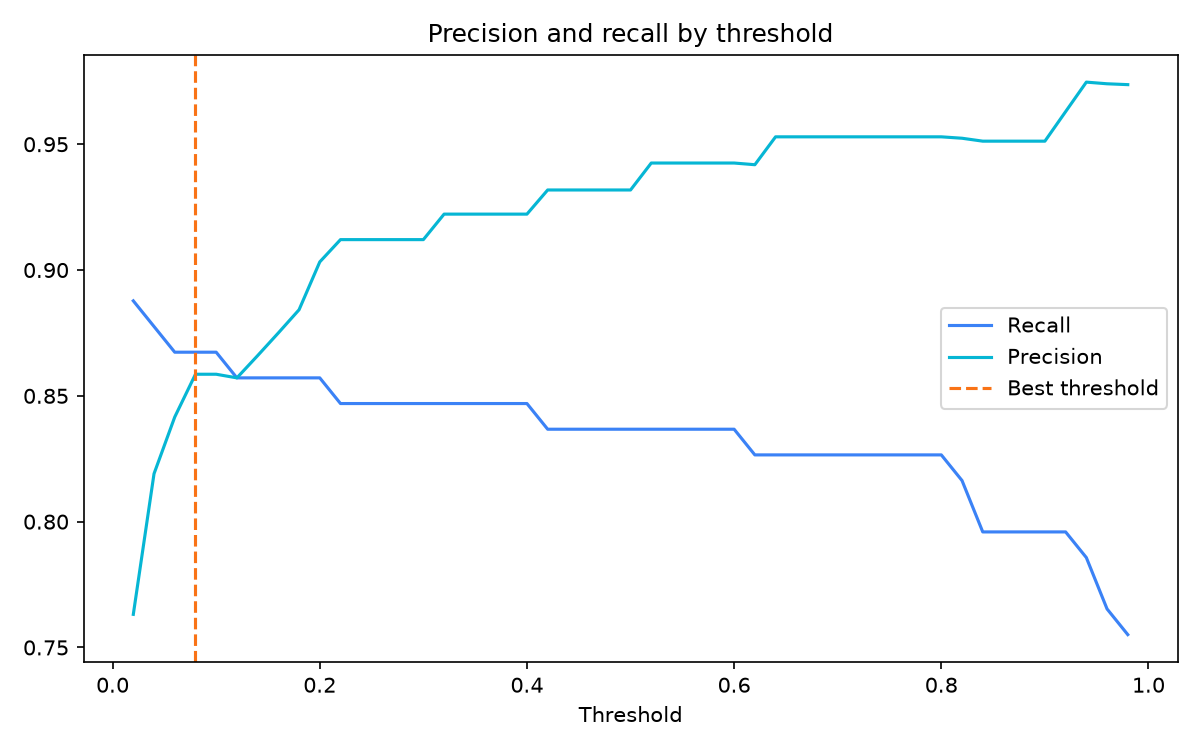 Precision and recall by threshold
0.95
0.90
0.85
0.80
0.75
Recall
Precision
Best threshold
0.0 0.2 0.4 0.6 0.8 1.0
Threshold